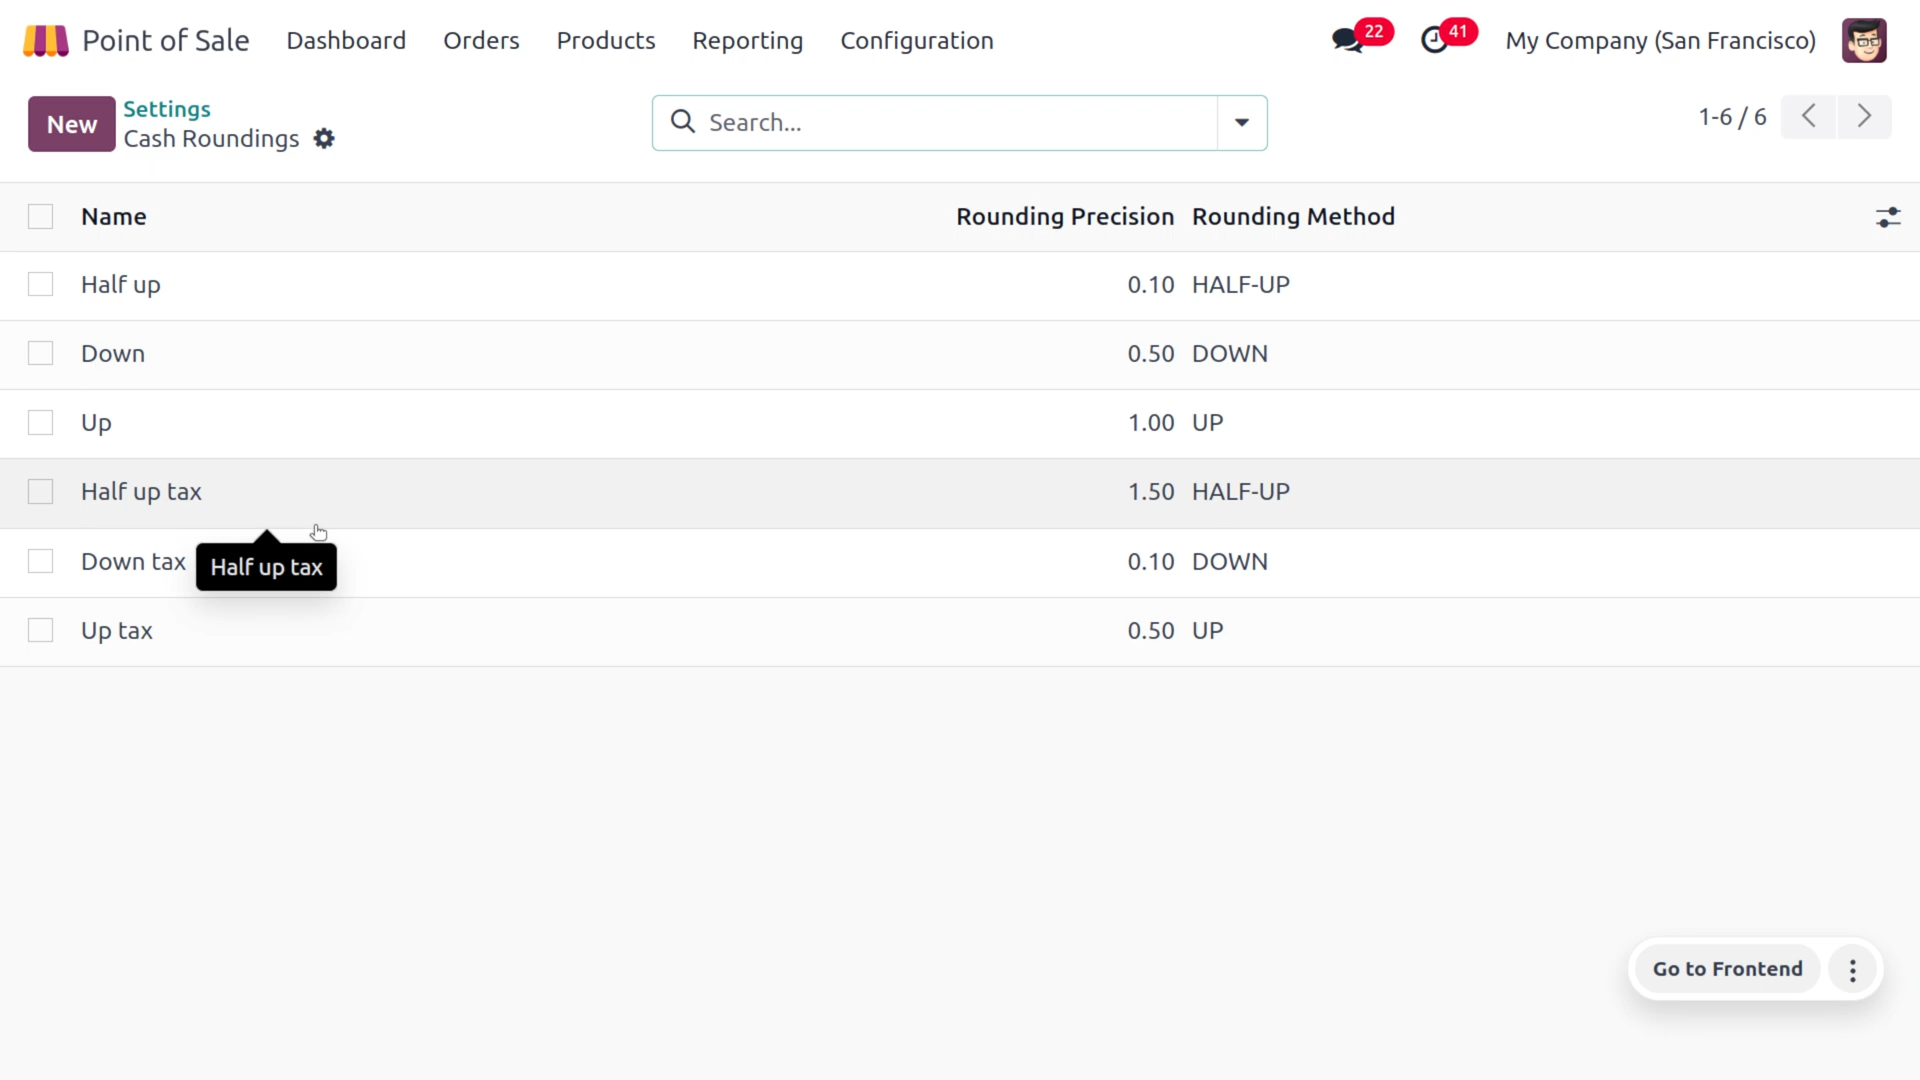 Point of Sale Dashboard Orders Products Reporting Configuration 22 41 My Company (San Francisco)
New Settings Search... 1-6 / 6
Cash Roundings
Name Rounding Precision Rounding Method
Half up 0.10 HALF-UP
Down 0.50 DOWN
Up 1.00 UP
Half up tax 1.50 HALF-UP
Down tax Half up tax 0.10 DOWN
Up tax 0.50 UP
Go to Frontend